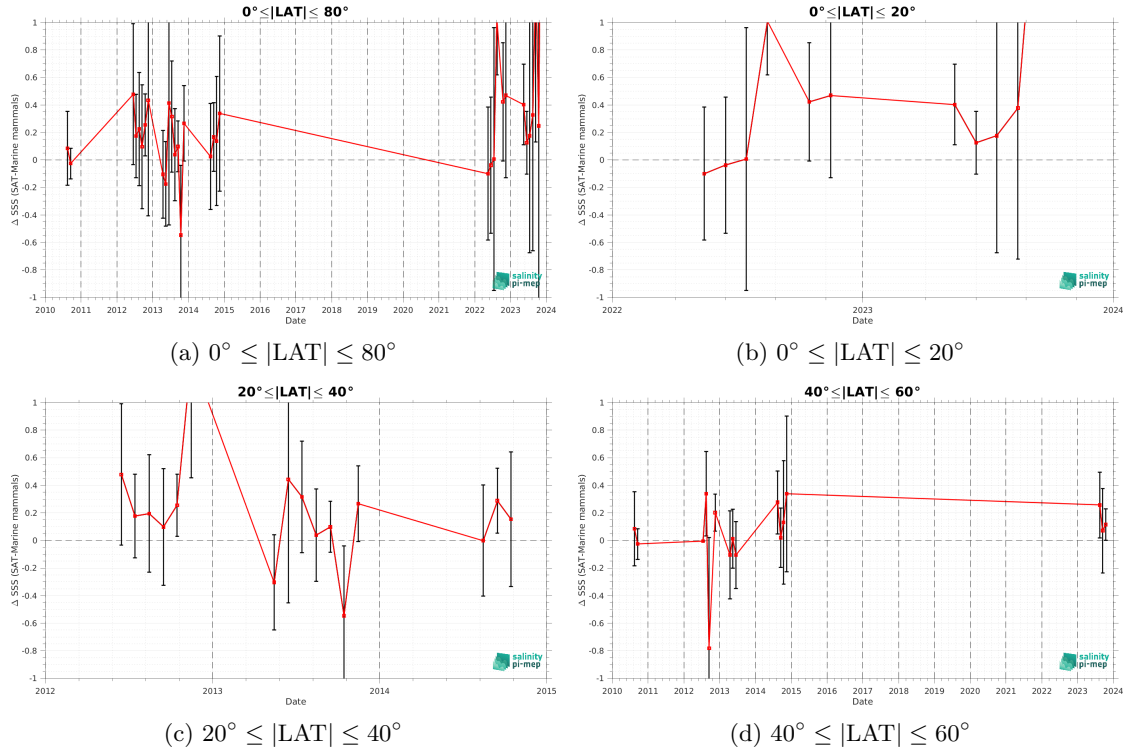 0°≤|LAT|≤ 80°
1
0.8
0.6
0.4
0.2
0
-0.2
-0.4
-0.6
-0.8
-1
Δ SSS (SAT-Marine mammals)
2010 2011 2012 2013 2014 2015 2016 2017 2018 2019 2020 2021 2022 2023 2024
Date
salinity
pi-mep
(a) 0° ≤ |LAT| ≤ 80°
0°≤|LAT|≤ 20°
1
0.8
0.6
0.4
0.2
0
-0.2
-0.4
-0.6
-0.8
-1
Δ SSS (SAT-Marine mammals)
2022 2023 2024
Date
salinity
pi-mep
(b) 0° ≤ |LAT| ≤ 20°
20°≤|LAT|≤ 40°
1
0.8
0.6
0.4
0.2
0
-0.2
-0.4
-0.6
-0.8
-1
Δ SSS (SAT-Marine mammals)
2012 2013 2014 2015
Date
salinity
pi-mep
(c) 20° ≤ |LAT| ≤ 40°
40°≤|LAT|≤ 60°
1
0.8
0.6
0.4
0.2
0
-0.2
-0.4
-0.6
-0.8
-1
Δ SSS (SAT-Marine mammals)
2010 2011 2012 2013 2014 2015 2016 2017 2018 2019 2020 2021 2022 2023 2024
Date
salinity
pi-mep
(d) 40° ≤ |LAT| ≤ 60°